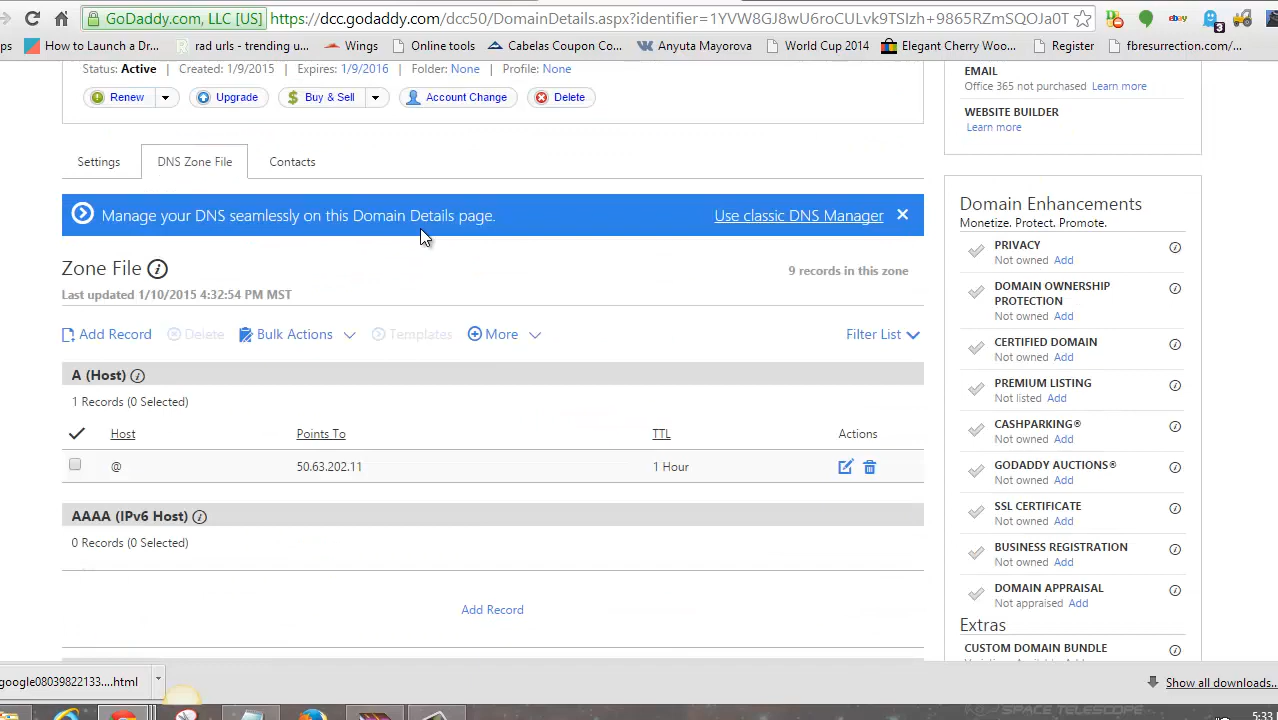 GoDaddy.com, LLC [US] https://dcc.godaddy.com/dcc50/DomainDetails.aspx?identifier=1YVW8GJ8wU6roCULvk9TSIzh+9865RZmSQOJa0T
3
ps How to Launch a Dr... rad urls - trending u... Wings Online tools Cabelas Coupon Co... Anyuta Mayosova World Cup 2014 Elegant Cherry Woo... Register fbresurrection.com/...
Status: Active | Created: 1/9/2015 | Expires: 1/9/2016 | Folder: None | Profile: None
Renew Upgrade Buy & Sell Account Change Delete
Settings DNS Zone File Contacts
Manage your DNS seamlessly on this Domain Details page. Use classic DNS Manager
Zone File 9 records in this zone
Last updated 1/10/2015 4:32:54 PM MST
Add Record Delete Bulk Actions Templates More Filter List
A (Host)
1 Records (0 Selected)
Host Points To TTL Actions
@ 50.63.202.11 1 Hour
AAAA (IPv6 Host)
0 Records (0 Selected)
Add Record
EMAIL
Office 365 not purchased Learn more
WEBSITE BUILDER
Learn more
Domain Enhancements
Monetize. Protect. Promote.
PRIVACY
Not owned Add
DOMAIN OWNERSHIP
PROTECTION
Not owned Add
CERTIFIED DOMAIN
Not owned Add
PREMIUM LISTING
Not listed Add
CASHPARKING®
Not owned Add
GODADDY AUCTIONS®
Not owned Add
SSL CERTIFICATE
Not owned Add
BUSINESS REGISTRATION
Not owned Add
DOMAIN APPRAISAL
Not appraised Add
Extras
CUSTOM DOMAIN BUNDLE
google08039822133....html Show all downloads...
SPACE TELESCOPE